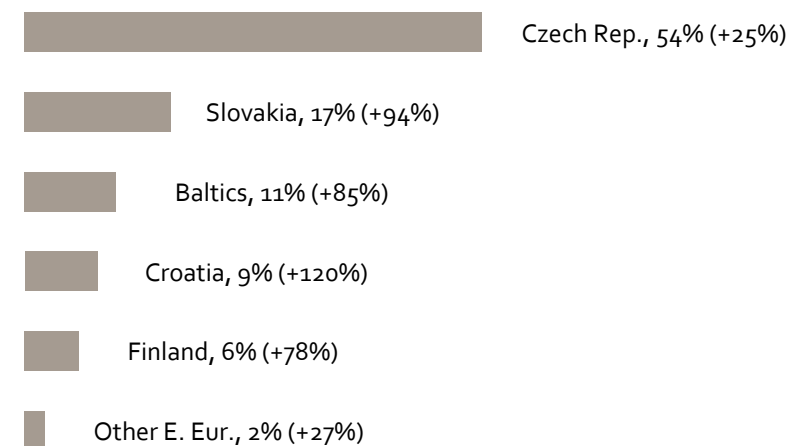 Czech Rep., 54% (+25%)
Slovakia, 17% (+94%)
Baltics, 11% (+85%)
Croatia, 9% (+120%)
Finland, 6% (+78%)
Other E. Eur., 2% (+27%)